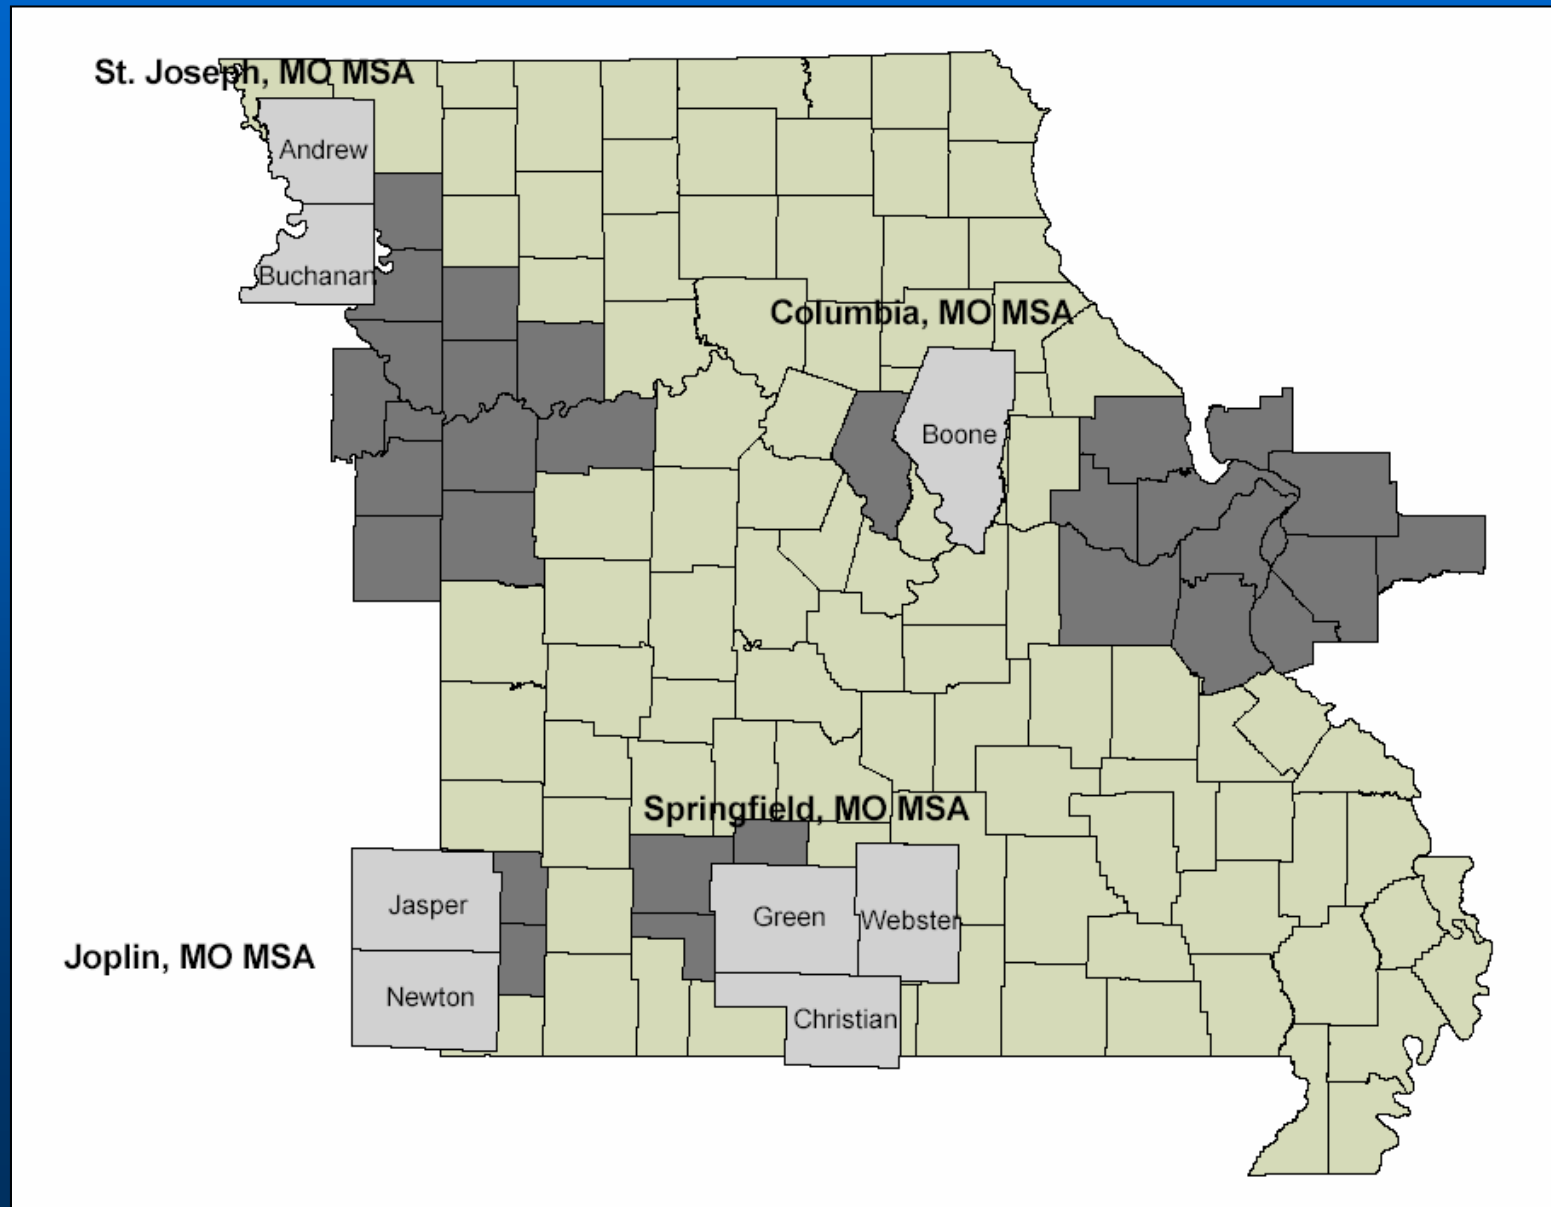 St. Joseph, MO MSA
Andrew
Buchanan
Columbia, MO MSA
Boone
Springfield, MO MSA
Jasper
Green
Webster
Joplin, MO MSA
Newton
Christian